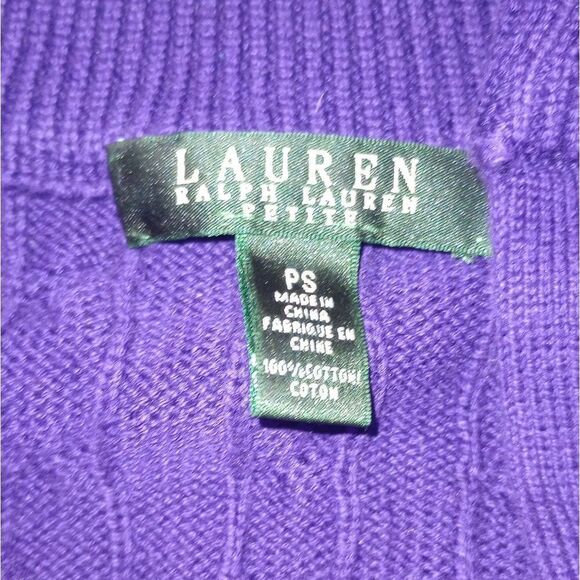 LAUREN
RALPH LAUREN
PETITE
PS
MADE IN
CHINA
FABRIQUE EN
CHINE
100%COTTON/
COTON